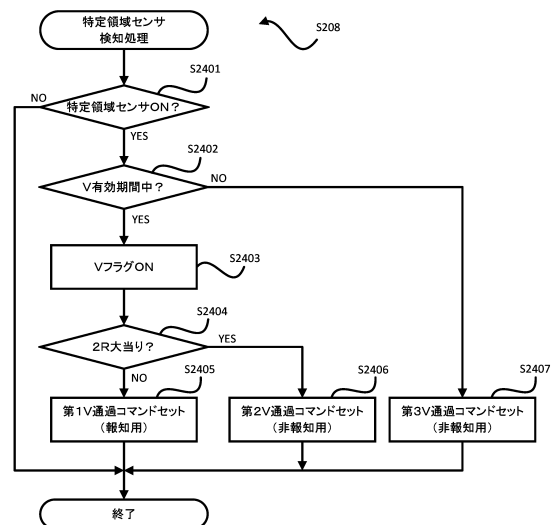 特定領域センサ
検知処理
S208
S2401
NO
特定領域センサON？
YES
S2402
NO
V有効期間中？
YES
S2403
VフラグON
S2404
YES
2R大当り？
NO
S2405
S2406
S2407
第1V通過コマンドセット
（報知用）
第2V通過コマンドセット
（非報知用）
第3V通過コマンドセット
（非報知用）
終了